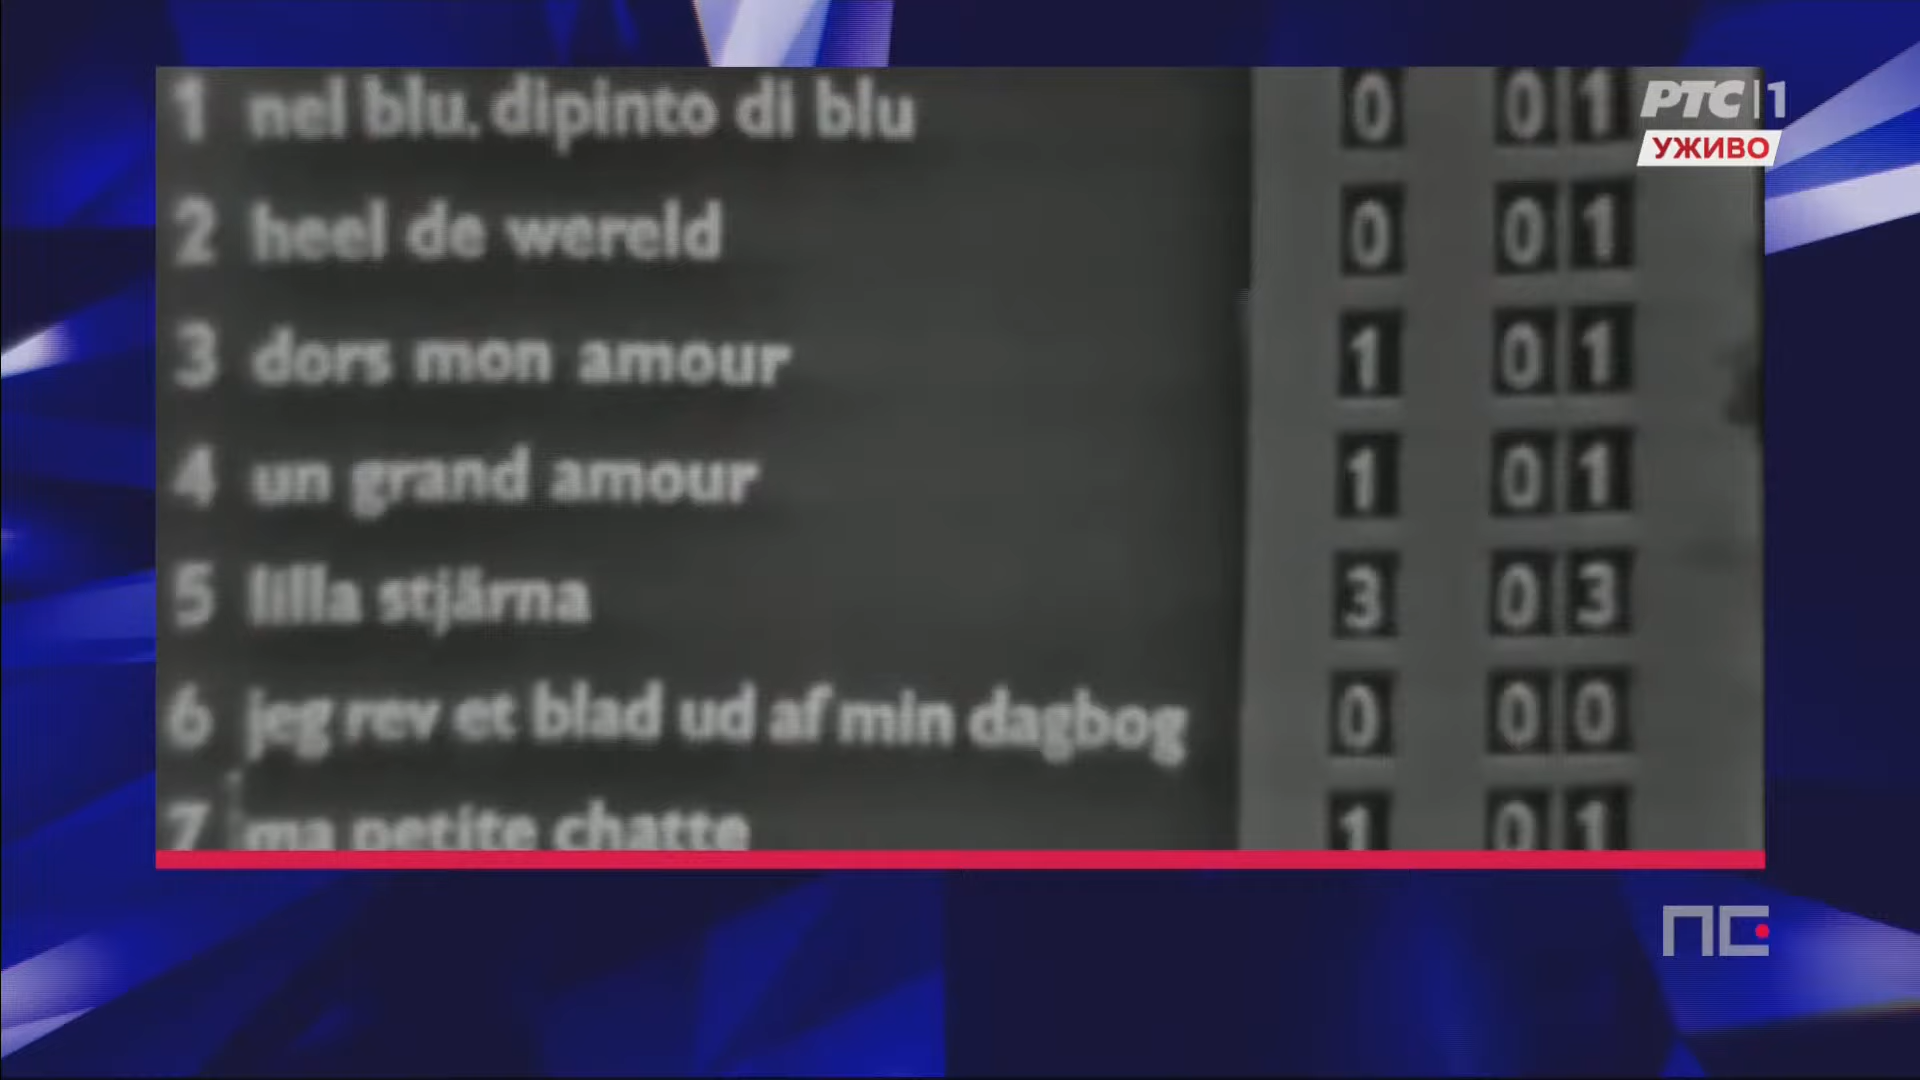 1 nel blu, dipinto di blu 0 01
РТС|1
УЖИВО
2 heel de wereld 0 01
3 dors mon amour 1 01
4 un grand amour 1 01
5 lilla stjärna 3 03
6 jeg rev et blad ud af min dagbog 0 00
7 ma petite chatte 1 01
ПС